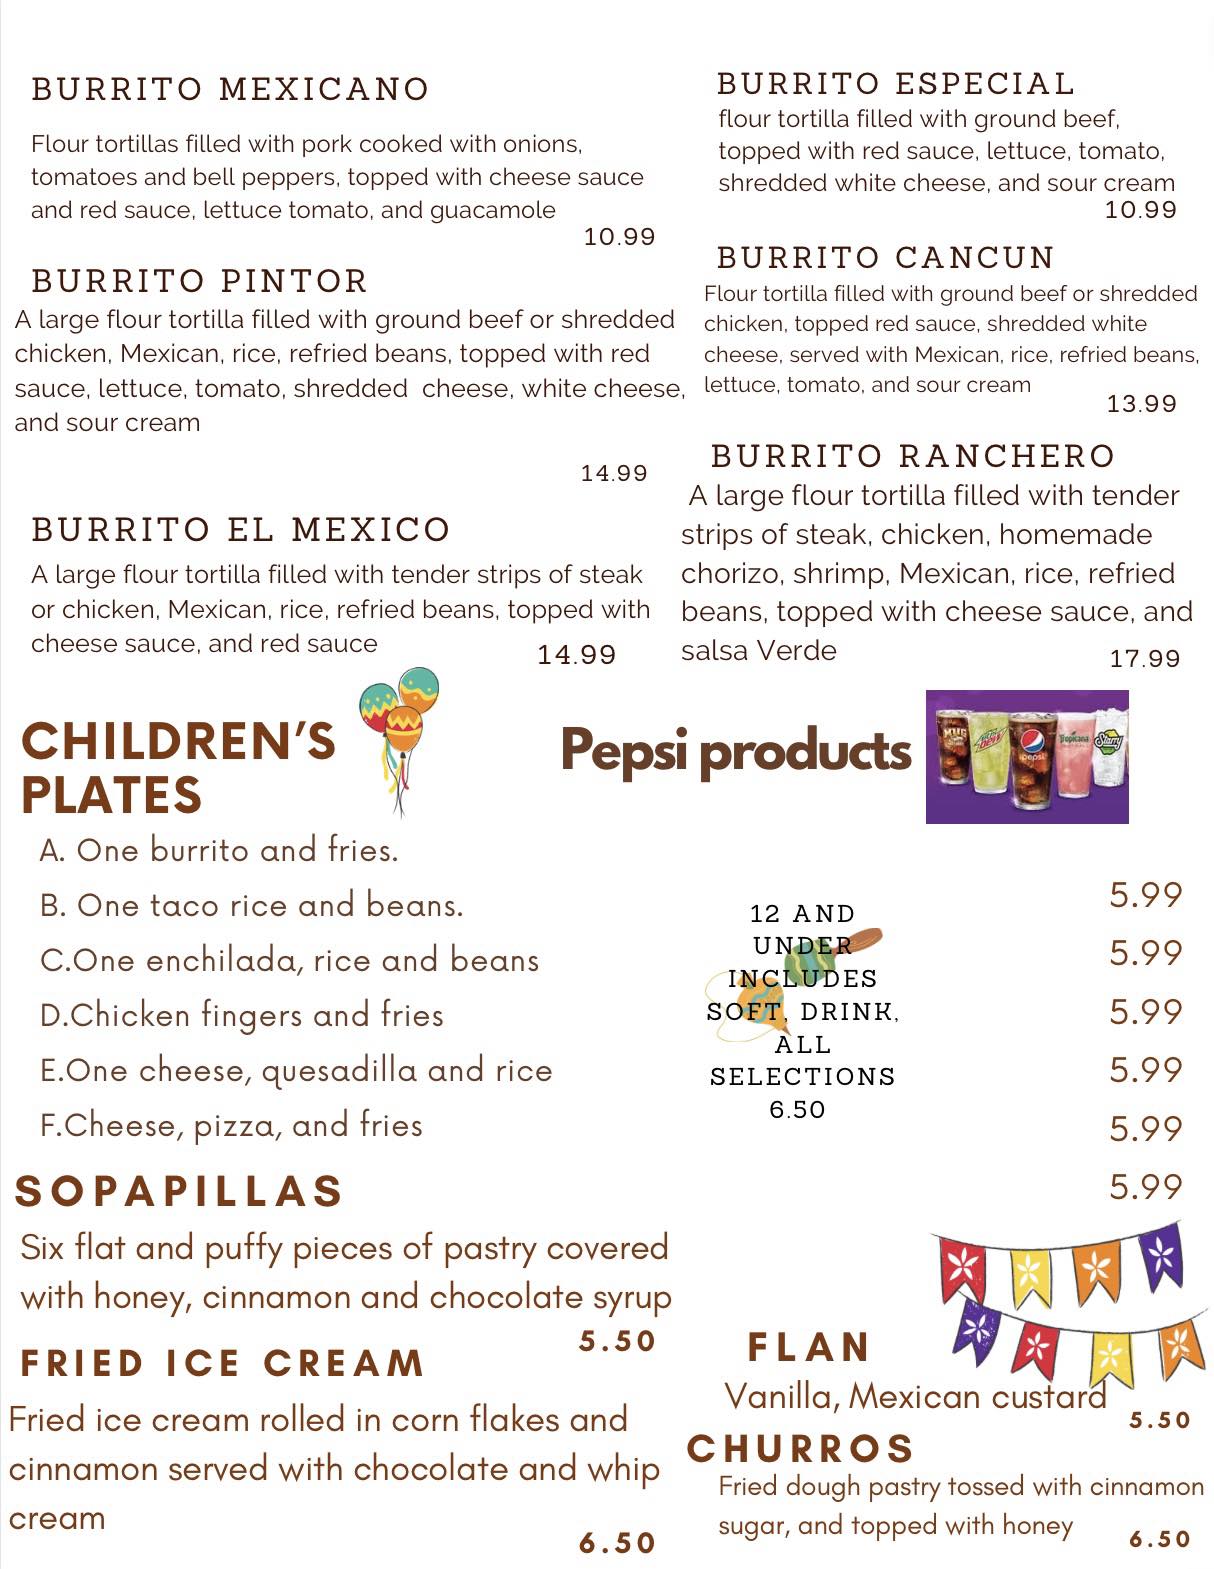 BURRITO MEXICANO
Flour tortillas filled with pork cooked with onions,
tomatoes and bell peppers, topped with cheese sauce
and red sauce, lettuce tomato, and guacamole
10.99
BURRITO PINTOR
A large flour tortilla filled with ground beef or shredded
chicken, Mexican, rice, refried beans, topped with red
sauce, lettuce, tomato, shredded  cheese, white cheese,
and sour cream
14.99
BURRITO EL MEXICO
A large flour tortilla filled with tender strips of steak
or chicken, Mexican, rice, refried beans, topped with
cheese sauce, and red sauce
14.99
BURRITO ESPECIAL
flour tortilla filled with ground beef,
topped with red sauce, lettuce, tomato,
shredded white cheese, and sour cream
10.99
BURRITO CANCUN
Flour tortilla filled with ground beef or shredded
chicken, topped red sauce, shredded white
cheese, served with Mexican, rice, refried beans,
lettuce, tomato, and sour cream
13.99
BURRITO RANCHERO
A large flour tortilla filled with tender
strips of steak, chicken, homemade
chorizo, shrimp, Mexican, rice, refried
beans, topped with cheese sauce, and
salsa Verde
17.99
CHILDREN’S
PLATES
A. One burrito and fries.
B. One taco rice and beans.
C.One enchilada, rice and beans
D.Chicken fingers and fries
E.One cheese, quesadilla and rice
F.Cheese, pizza, and fries
Pepsi products
MUG
Mtn Dew
pepsi
Tropicana
Starry
12 AND
UNDER
INCLUDES
SOFT, DRINK,
ALL
SELECTIONS
6.50
5.99
5.99
5.99
5.99
5.99
5.99
SOPAPILLAS
Six flat and puffy pieces of pastry covered
with honey, cinnamon and chocolate syrup
5.50
FRIED ICE CREAM
Fried ice cream rolled in corn flakes and
cinnamon served with chocolate and whip
cream
6.50
FLAN
Vanilla, Mexican custard
5.50
CHURROS
Fried dough pastry tossed with cinnamon
sugar, and topped with honey
6.50